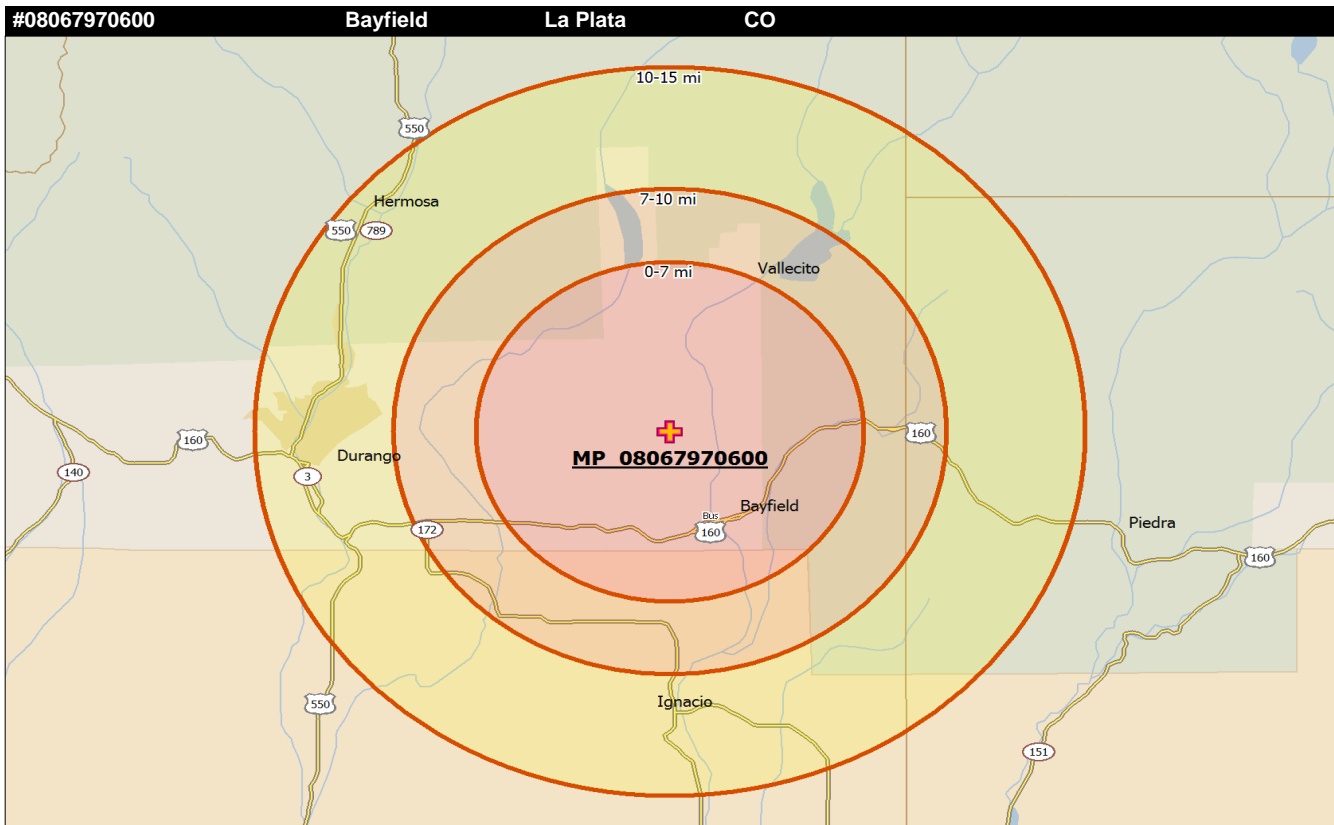 #08067970600 Bayfield La Plata CO
10-15 mi
550
Hermosa
7-10 mi
550 789
0-7 mi
Vallecito
160
160
MP 08067970600
Durango
140
3
Bayfield
Bus
160
172
Piedra
160
Ignacio
550
151